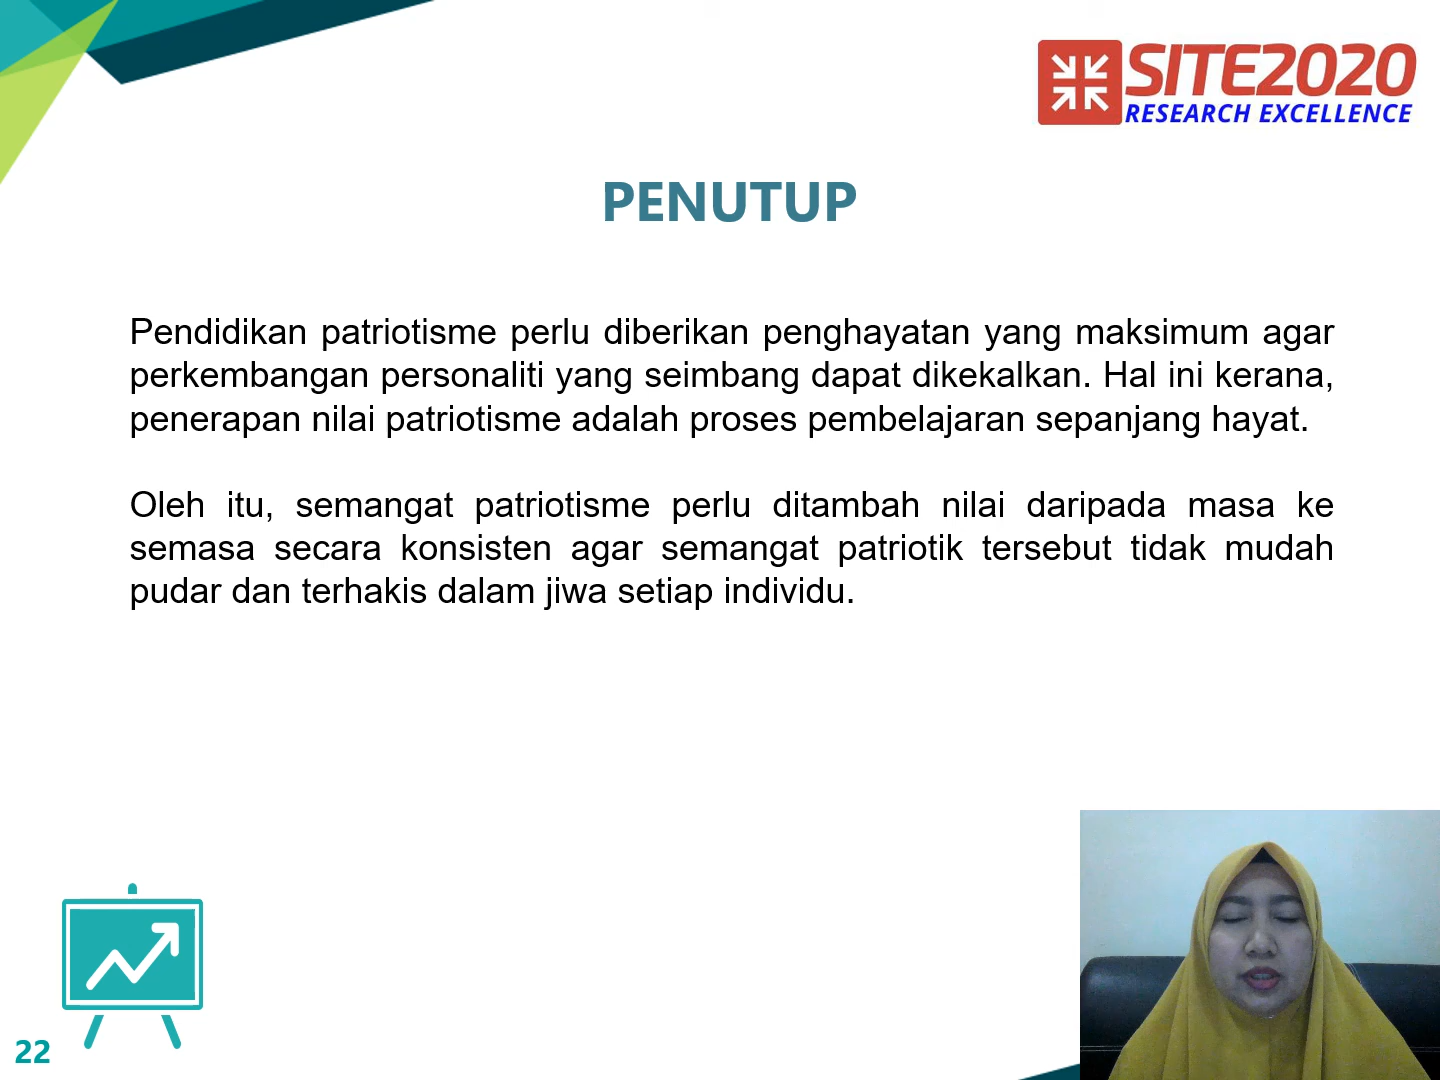 SITE2020
RESEARCH EXCELLENCE
PENUTUP
Pendidikan patriotisme perlu diberikan penghayatan yang maksimum agar
perkembangan personaliti yang seimbang dapat dikekalkan. Hal ini kerana,
penerapan nilai patriotisme adalah proses pembelajaran sepanjang hayat.
Oleh itu, semangat patriotisme perlu ditambah nilai daripada masa ke
semasa secara konsisten agar semangat patriotik tersebut tidak mudah
pudar dan terhakis dalam jiwa setiap individu.
22